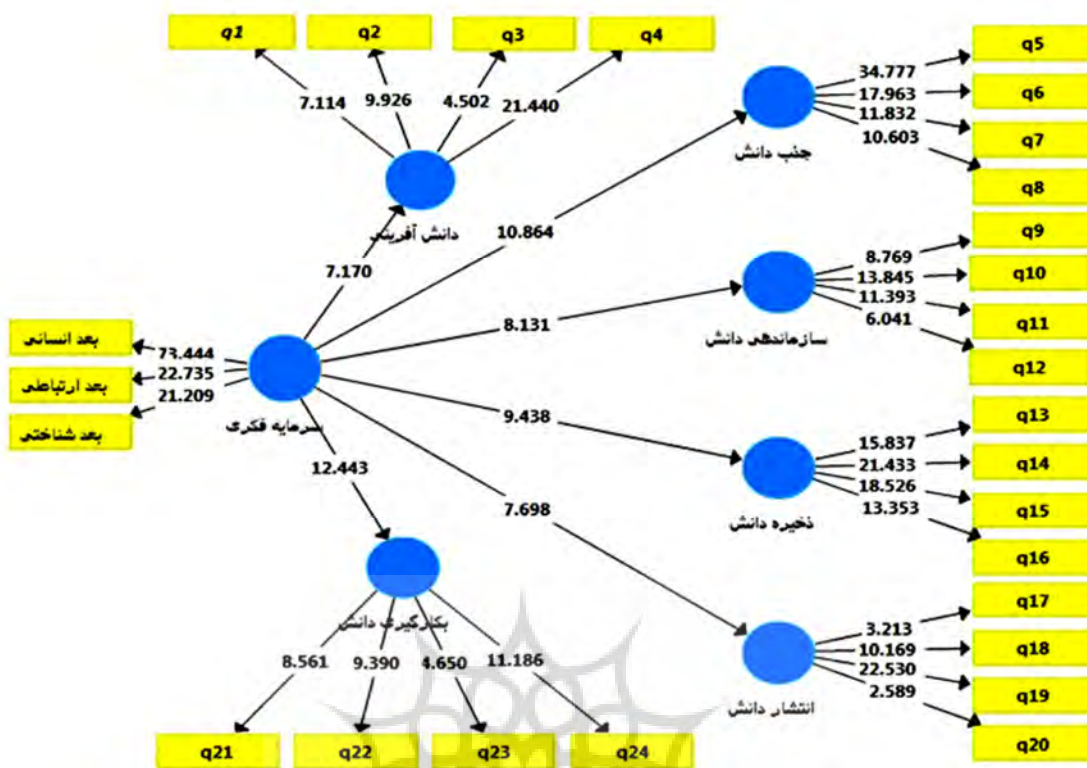 q1
q2
q3
q4
7.114
9.926
4.502
21.440
دانش آفرینی
q5
q6
q7
q8
34.777
17.963
11.832
10.603
جذب دانش
7.170
10.864
q9
q10
q11
q12
8.769
13.845
11.393
6.041
سازماندهی دانش
8.131
بعد انسانی
بعد ارتباطی
بعد شناختی
73.444
22.735
21.209
سرمایه فکری
9.438
q13
q14
q15
q16
15.837
21.433
18.526
13.353
ذخیره دانش
12.443
7.698
بکارگیری دانش
8.561
9.390
4.650
11.186
q21
q22
q23
q24
q17
q18
q19
q20
3.213
10.169
22.530
2.589
انتشار دانش